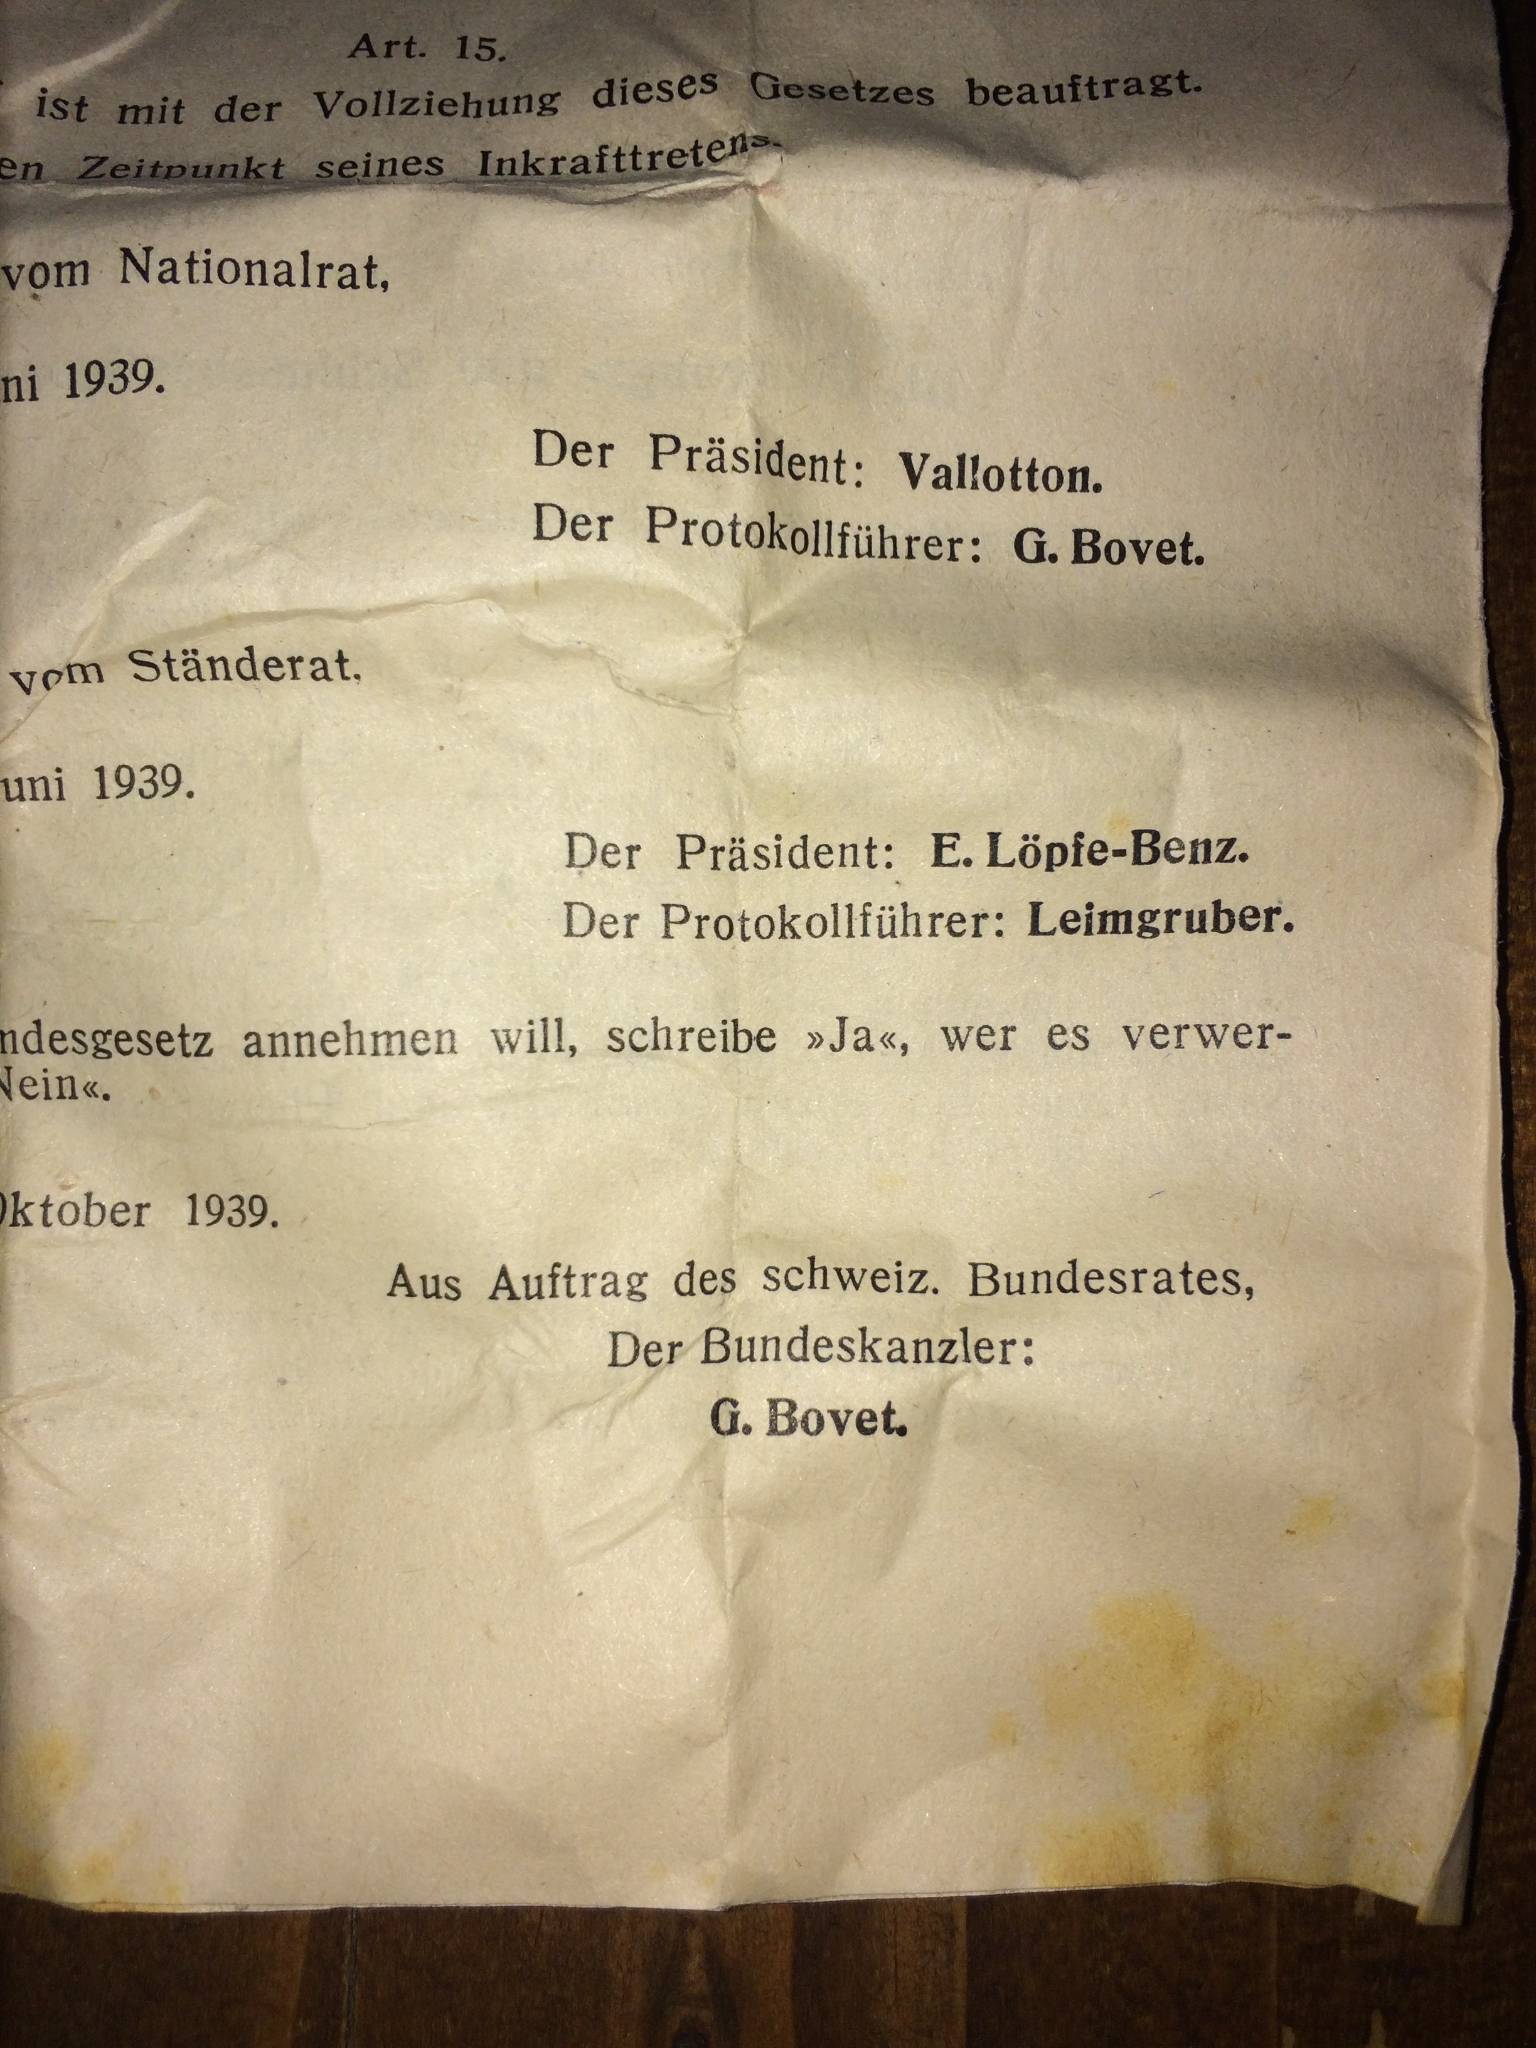 Art. 15.
ist mit der Vollziehung dieses Gesetzes beauftragt.
en Zeitpunkt seines Inkrafttretens.
vom Nationalrat,
ni 1939.
Der Präsident: Vallotton.
Der Protokollführer: G. Bovet.
vom Ständerat,
uni 1939.
Der Präsident: E. Löpfe-Benz.
Der Protokollführer: Leimgruber.
ndesgesetz annehmen will, schreibe »Ja«, wer es verwer-
Nein«.
Oktober 1939.
Aus Auftrag des schweiz. Bundesrates,
Der Bundeskanzler:
G. Bovet.